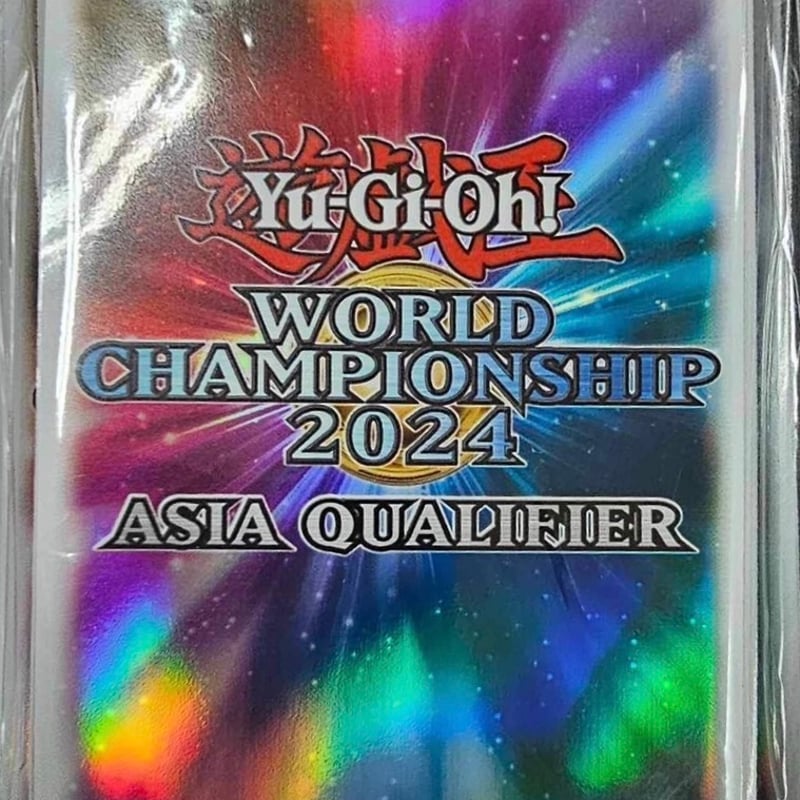 遊戯王
Yu-Gi-Oh!
WORLD
CHAMPIONSHIP
2024
ASIA QUALIFIER